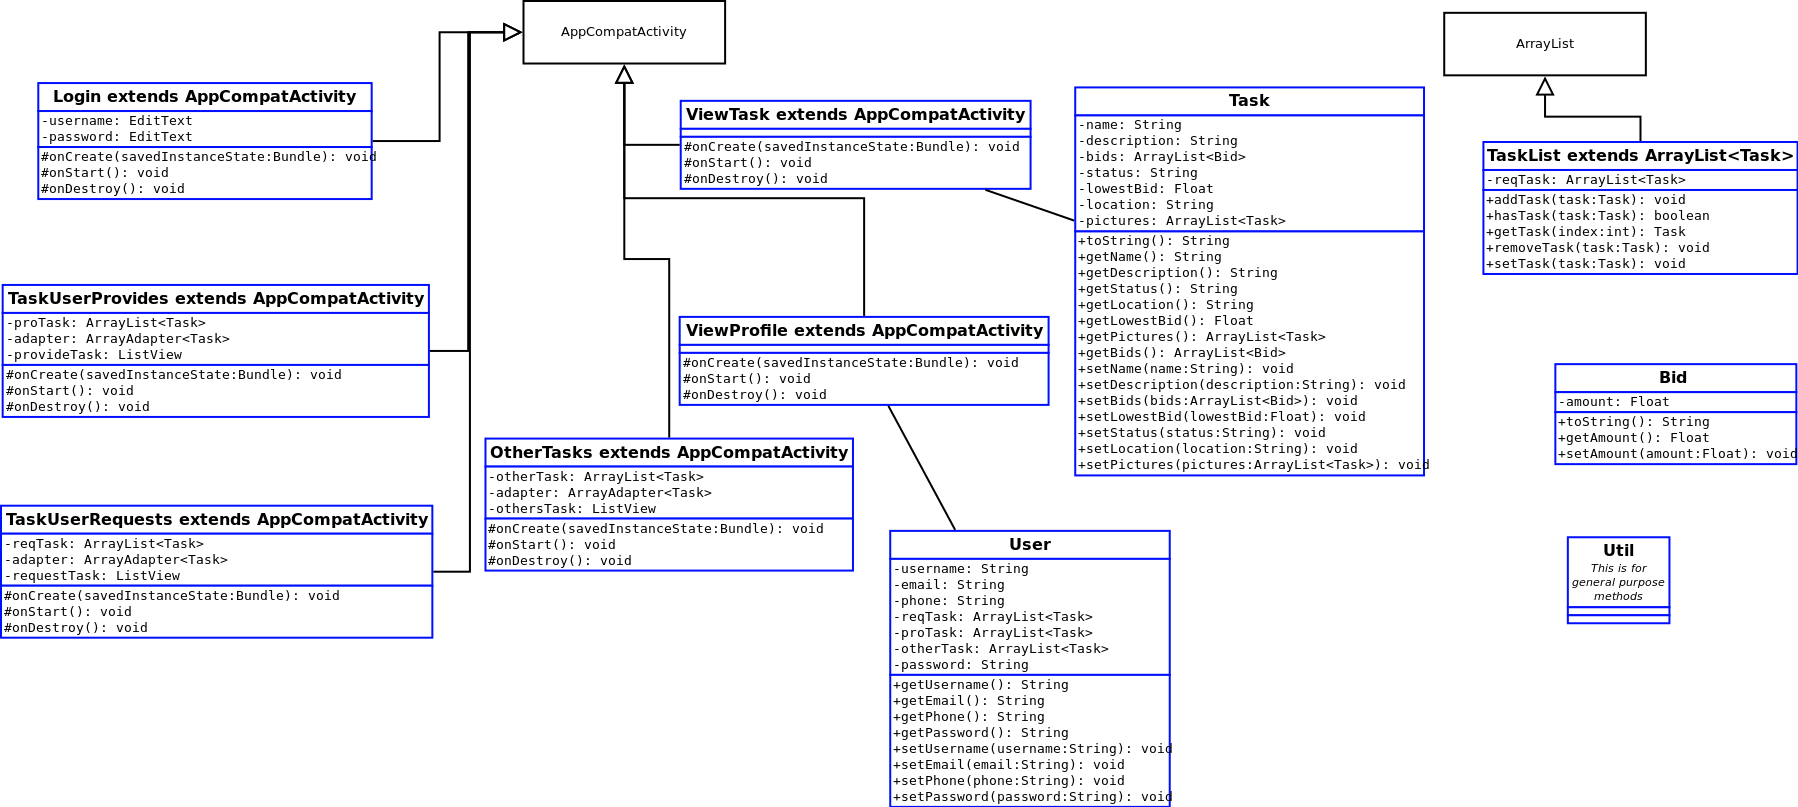 AppCompatActivity
ArrayList
Login extends AppCompatActivity
-username: EditText
-password: EditText
#onCreate(savedInstanceState:Bundle): void
#onStart(): void
#onDestroy(): void
ViewTask extends AppCompatActivity
#onCreate(savedInstanceState:Bundle): void
#onStart(): void
#onDestroy(): void
Task
-name: String
-description: String
-bids: ArrayList<Bid>
-status: String
-lowestBid: Float
-location: String
-pictures: ArrayList<Task>
+toString(): String
+getName(): String
+getDescription(): String
+getStatus(): String
+getLocation(): String
+getLowestBid(): Float
+getPictures(): ArrayList<Task>
+getBids(): ArrayList<Bid>
+setName(name:String): void
+setDescription(description:String): void
+setBids(bids:ArrayList<Bid>): void
+setLowestBid(lowestBid:Float): void
+setStatus(status:String): void
+setLocation(location:String): void
+setPictures(pictures:ArrayList<Task>): void
TaskList extends ArrayList<Task>
-reqTask: ArrayList<Task>
+addTask(task:Task): void
+hasTask(task:Task): boolean
+getTask(index:int): Task
+removeTask(task:Task): void
+setTask(task:Task): void
TaskUserProvides extends AppCompatActivity
-proTask: ArrayList<Task>
-adapter: ArrayAdapter<Task>
-provideTask: ListView
#onCreate(savedInstanceState:Bundle): void
#onStart(): void
#onDestroy(): void
ViewProfile extends AppCompatActivity
#onCreate(savedInstanceState:Bundle): void
#onStart(): void
#onDestroy(): void
Bid
-amount: Float
+toString(): String
+getAmount(): Float
+setAmount(amount:Float): void
OtherTasks extends AppCompatActivity
-otherTask: ArrayList<Task>
-adapter: ArrayAdapter<Task>
-othersTask: ListView
#onCreate(savedInstanceState:Bundle): void
#onStart(): void
#onDestroy(): void
TaskUserRequests extends AppCompatActivity
-reqTask: ArrayList<Task>
-adapter: ArrayAdapter<Task>
-requestTask: ListView
#onCreate(savedInstanceState:Bundle): void
#onStart(): void
#onDestroy(): void
User
-username: String
-email: String
-phone: String
-reqTask: ArrayList<Task>
-proTask: ArrayList<Task>
-otherTask: ArrayList<Task>
-password: String
+getUsername(): String
+getEmail(): String
+getPhone(): String
+getPassword(): String
+setUsername(username:String): void
+setEmail(email:String): void
+setPhone(phone:String): void
+setPassword(password:String): void
Util
This is for
general purpose
methods